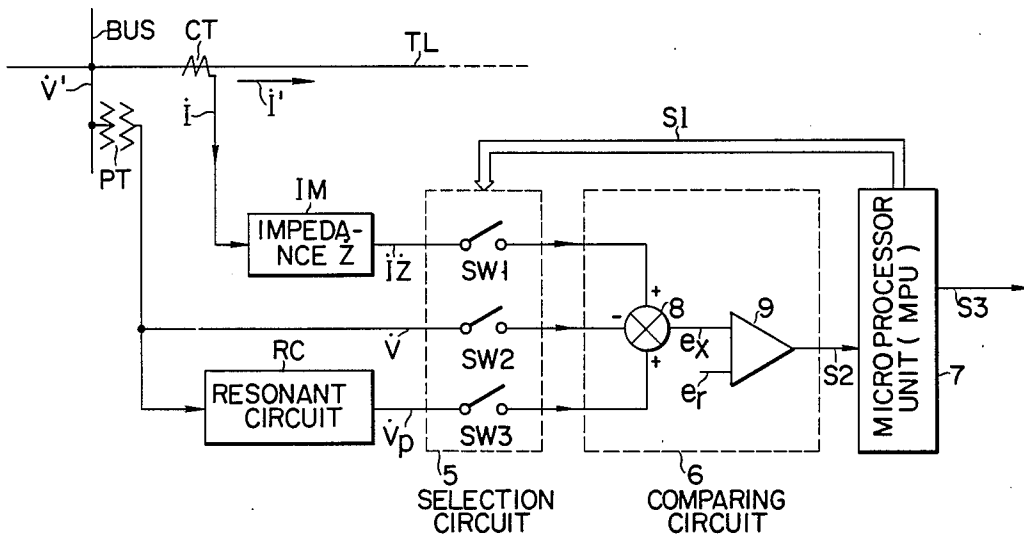 BUS
CT
TL
V̇'
İ
İ'
PT
S1
IM
IMPEDA-
NCE Ż
İŻ
SW1
+
8
9
-
V̇
SW2
eX
er
+
S2
S3
MICROPROCESSOR
UNIT (MPU)
7
RC
RESONANT
CIRCUIT
V̇p
SW3
5
SELECTION
CIRCUIT
6
COMPARING
CIRCUIT